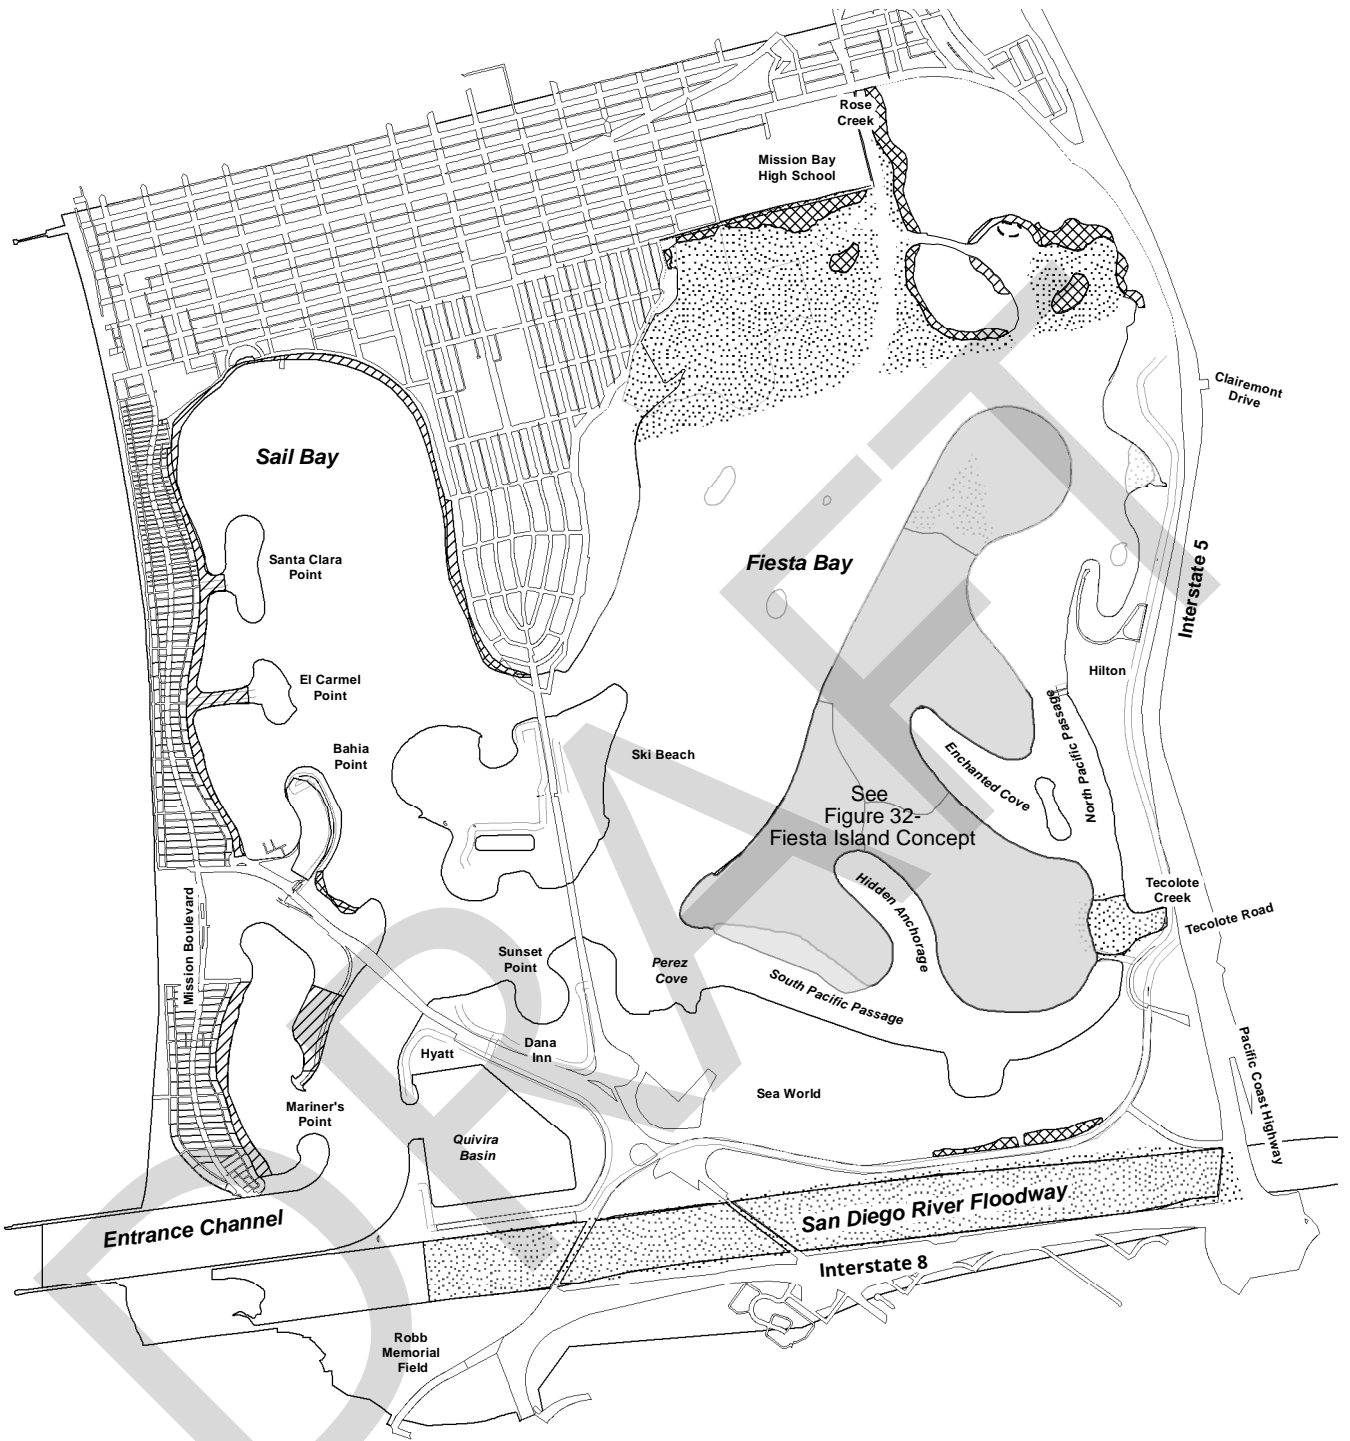 Rose
Creek
Mission Bay
High School
Clairemont
Drive
Sail Bay
Santa Clara
Point
Fiesta Bay
Interstate 5
El Carmel
Point
Hilton
Bahia
Point
Ski Beach
North Pacific Passage
Enchanted Cove
See
Figure 32-
Fiesta Island Concept
Mission Boulevard
Hidden Anchorage
Tecolote
Creek
Tecolote Road
Sunset
Point
Perez
Cove
South Pacific Passage
Hyatt
Dana
Inn
Pacific Coast Highway
Mariner's
Point
Sea World
Quivira
Basin
Entrance Channel
San Diego River Floodway
Interstate 8
Robb
Memorial
Field
DRAFT